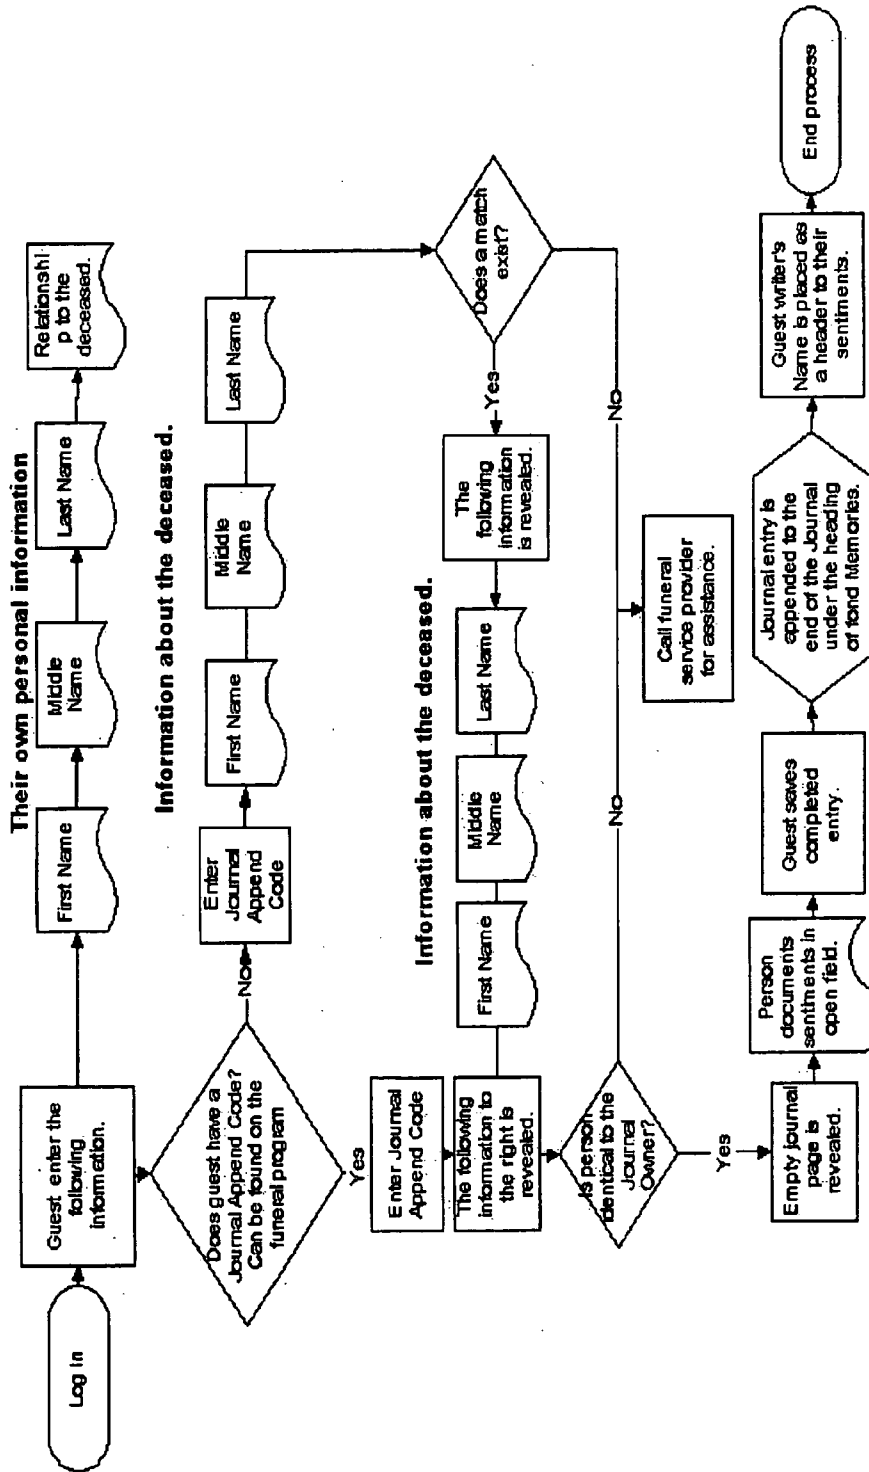 Their own personal information
Log In
Guest enter the
following
information.
First Name
Middle
Name
Last Name
Relationshi
p to the
deceased.
Information about the deceased.
Does guest have a
Journal Append Code?
Can be found on the
funeral program
No
Enter
Journal
Append
Code
First Name
Middle
Name
Last Name
Does a match
exist?
Yes
The
following
information
is revealed.
Yes
Enter Journal
Append Code
Information about the deceased.
The following
information to
the right is
revealed.
First Name
Middle
Name
Last Name
Is person
identical to the
Journal
Owner?
No
No
Call funeral
service provider
for assistance.
Yes
Empty journal
page is
revealed.
Person
documents
sentiments in
open field.
Guest saves
completed
entry.
Journal entry is
appended to the
end of the Journal
under the heading
of fond Memories.
Guest writer's
Name is placed as
a header to their
sentiments.
End process